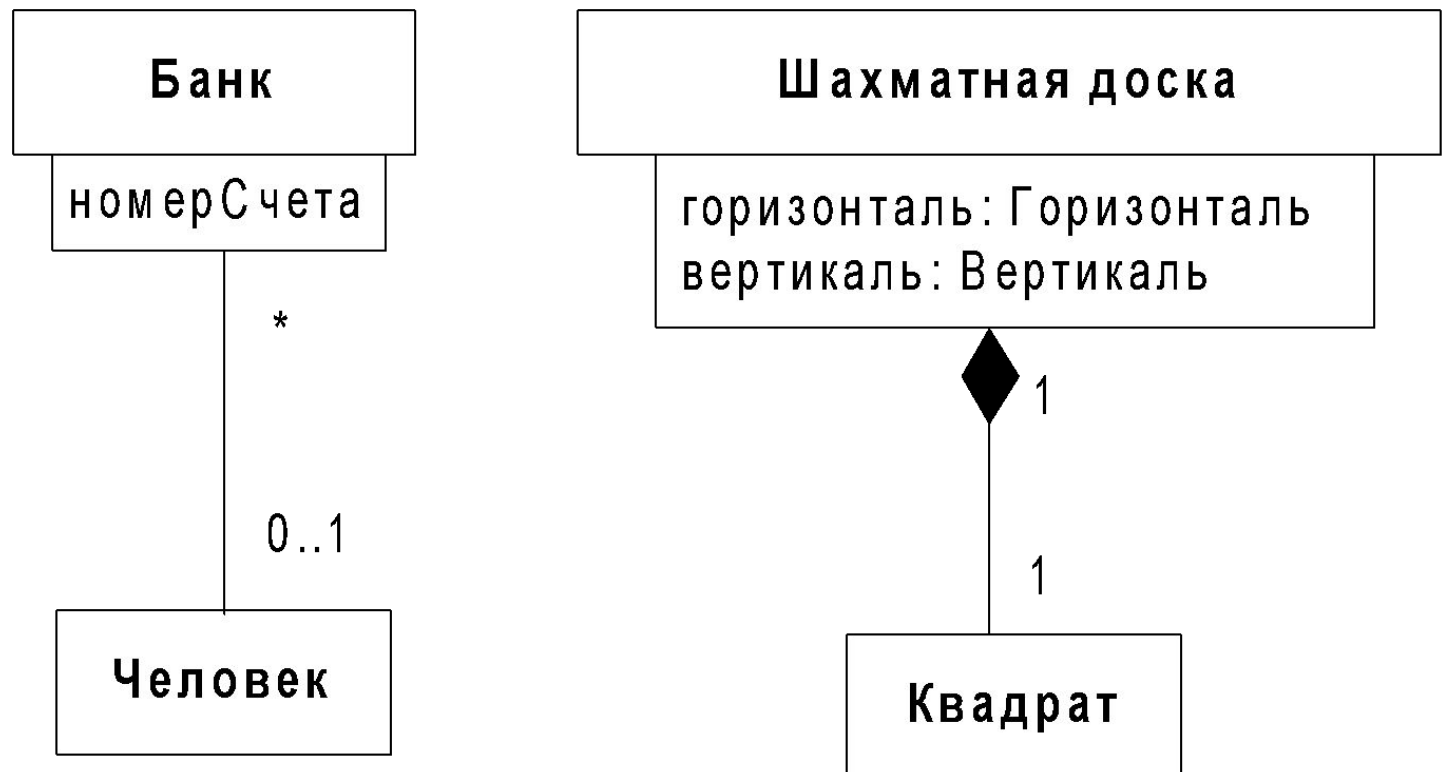 Банк
номерСчета
*
0..1
Человек
Шахматная доска
горизонталь: Горизонталь
вертикаль: Вертикаль
1
1
Квадрат